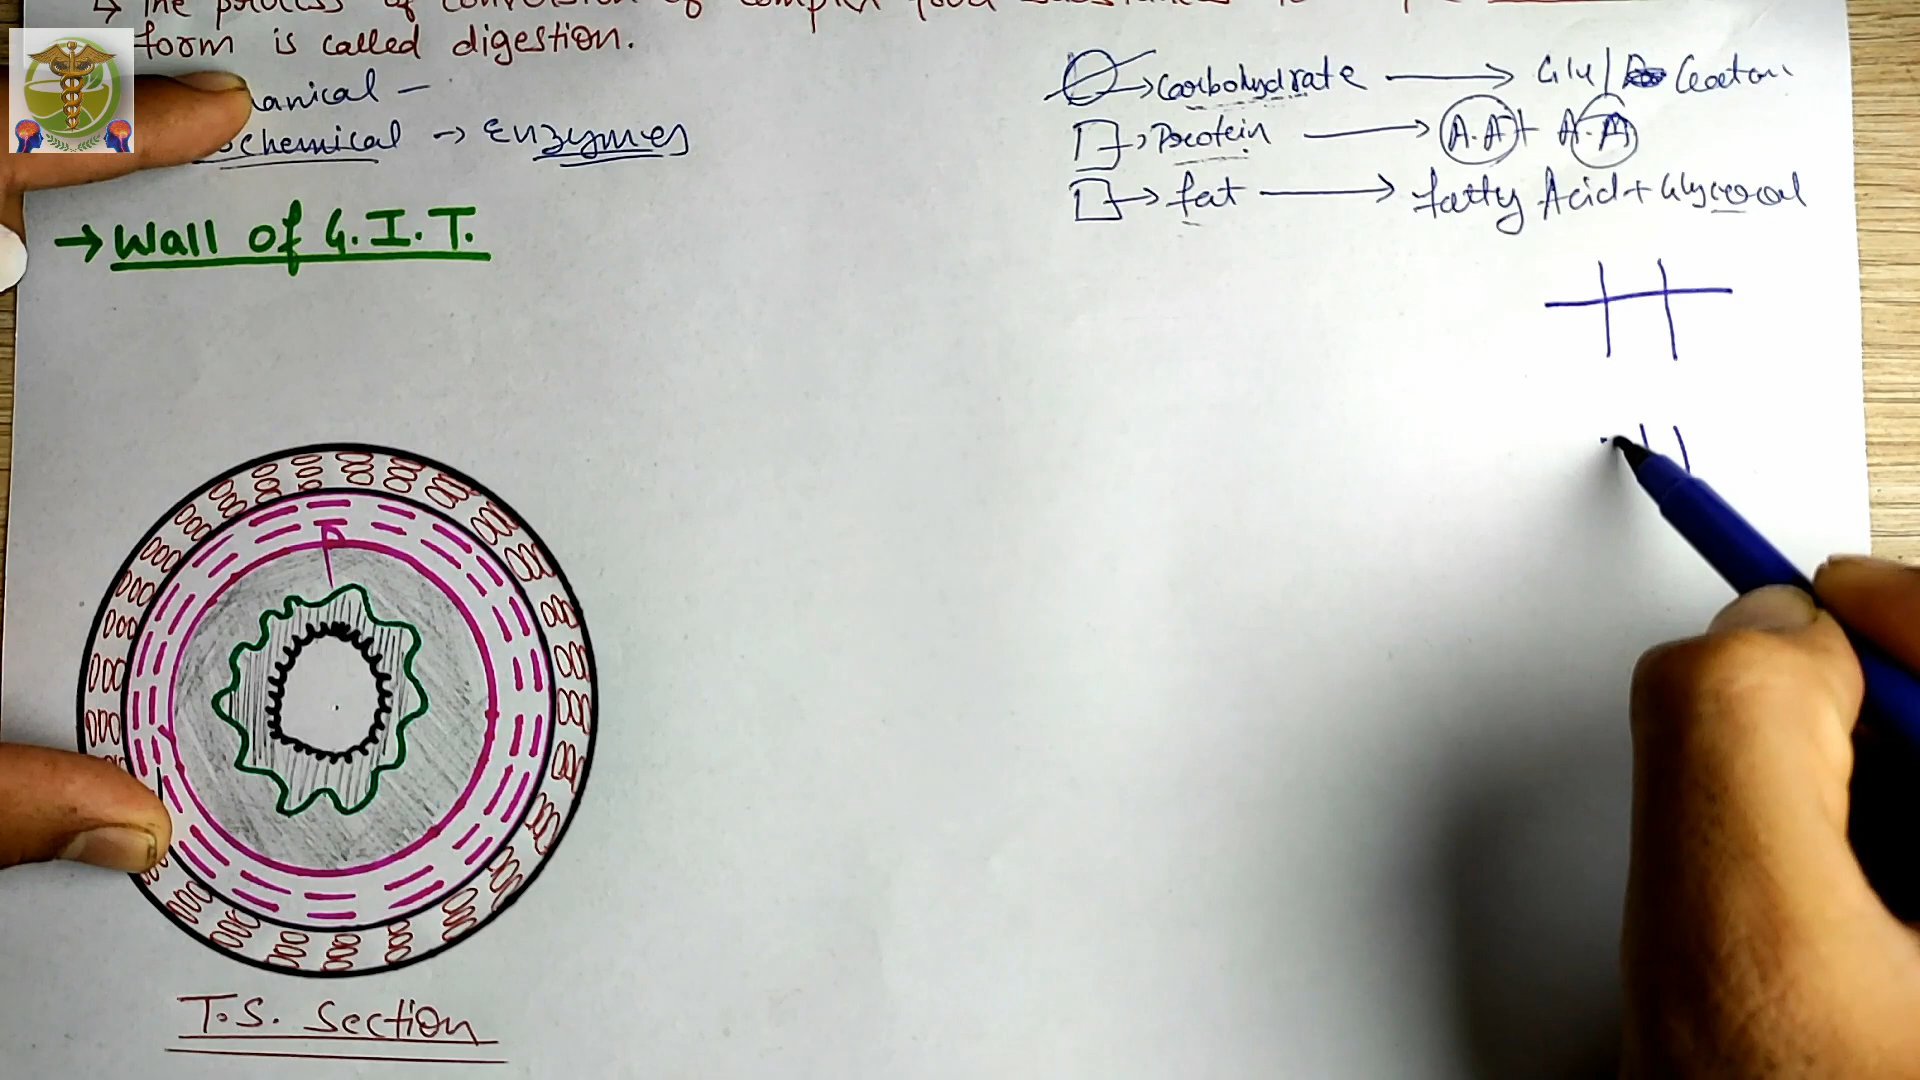 form is called digestion.
anical —
chemical → Enzymes
→ Wall of G.I.T.
→ Carbohydrate → Glu/
→ Protein → A.A + A.A
→ fat → fatty Acid + Glycerol
T.S. Section